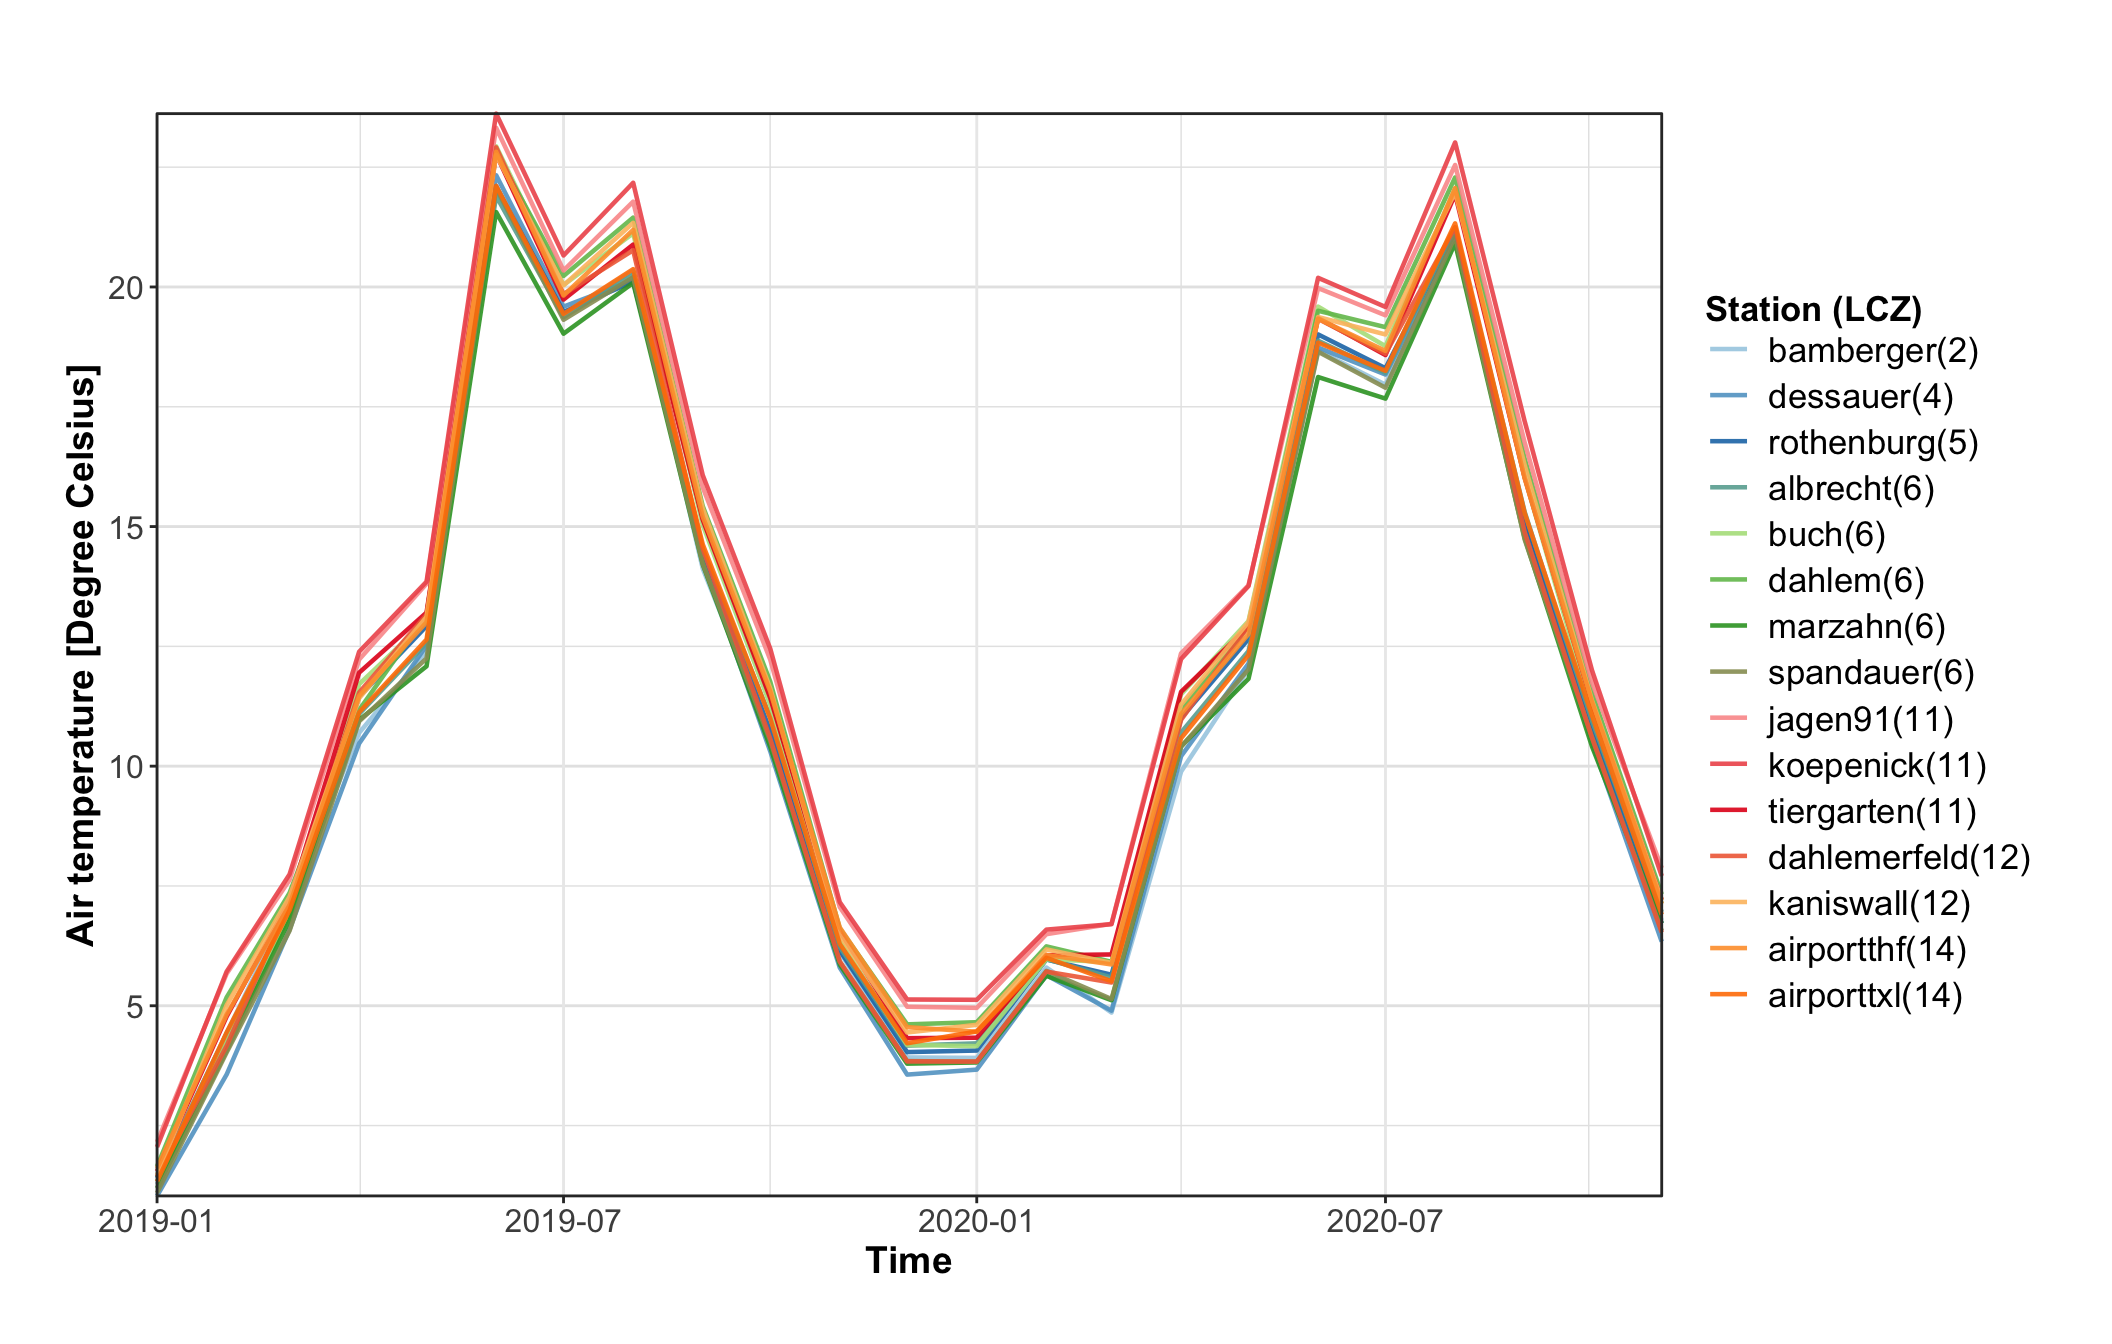 Air temperature [Degree Celsius]
20
15
10
5
2019-01
2019-07
2020-01
2020-07
Time
Station (LCZ)
bamberger(2)
dessauer(4)
rothenburg(5)
albrecht(6)
buch(6)
dahlem(6)
marzahn(6)
spandauer(6)
jagen91(11)
koepenick(11)
tiergarten(11)
dahlemerfeld(12)
kaniswall(12)
airportthf(14)
airporttxl(14)